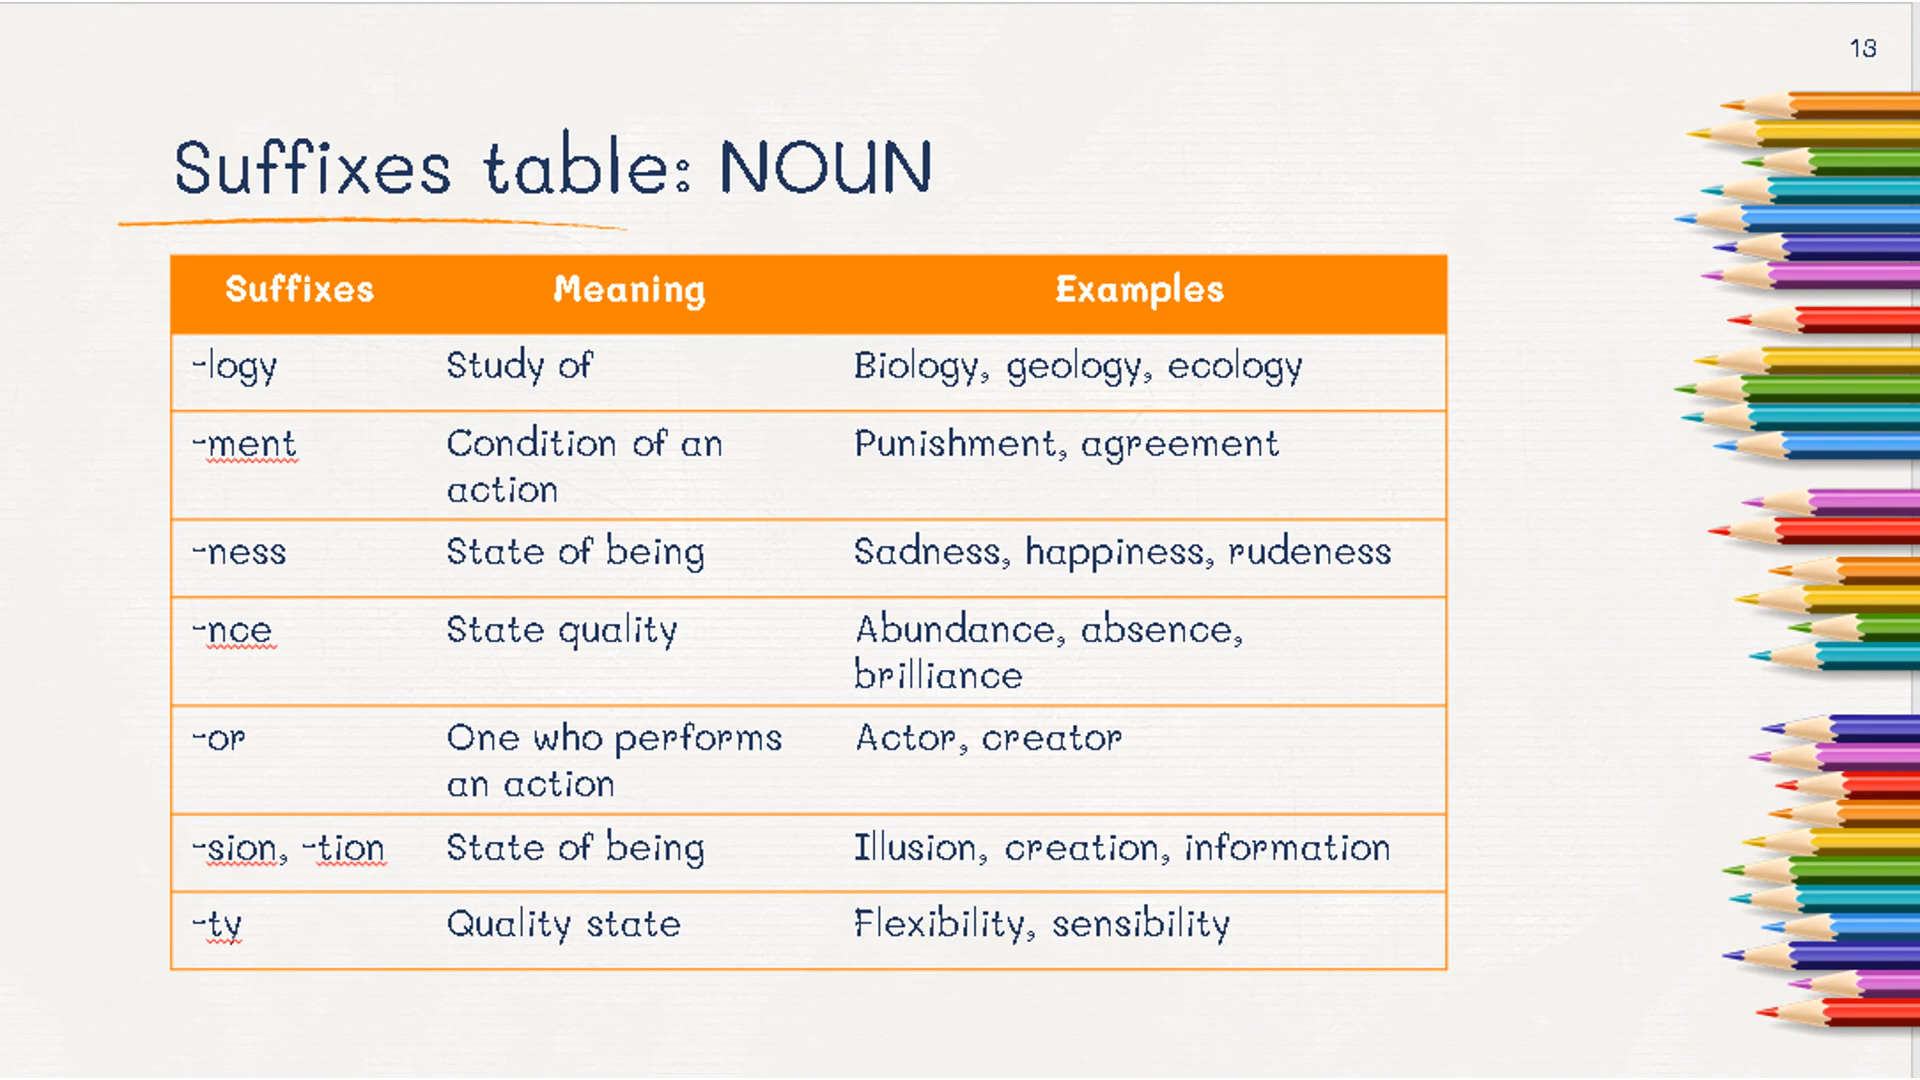 13
Suffixes table: NOUN
Suffixes Meaning Examples
-logy Study of Biology, geology, ecology
-ment Condition of an Punishment, agreement
action
-ness State of being Sadness, happiness, rudeness
-nce State quality Abundance, absence,
brilliance
-or One who performs Actor, creator
an action
-sion, -tion State of being Illusion, creation, information
-ty Quality state Flexibility, sensibility